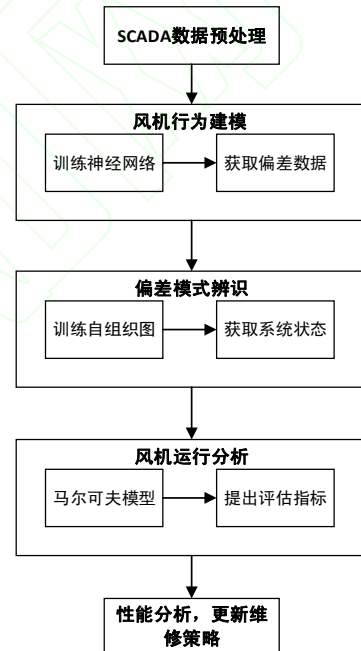 SCADA数据预处理
风机行为建模
训练神经网络
获取偏差数据
偏差模式辨识
训练自组织图
获取系统状态
风机运行分析
马尔可夫模型
提出评估指标
性能分析，更新维
修策略